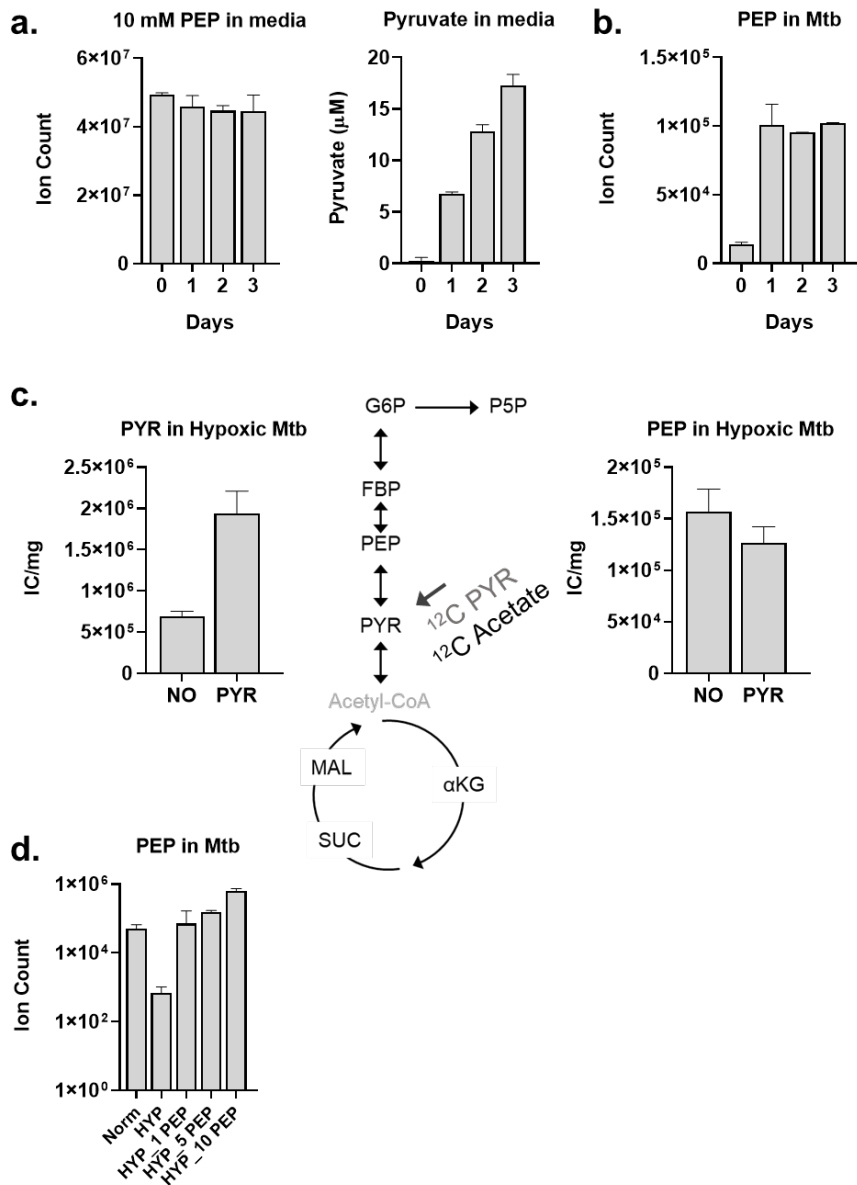 a.
10 mM PEP in media
Ion Count
6×10⁷
4×10⁷
2×10⁷
0
0 1 2 3
Days
Pyruvate in media
Pyruvate (μM)
20
15
10
5
0
0 1 2 3
Days
b.
PEP in Mtb
Ion Count
1.5×10⁵
1×10⁵
5×10⁴
0
0 1 2 3
Days
c.
PYR in Hypoxic Mtb
IC/mg
2.5×10⁶
2×10⁶
1.5×10⁶
1×10⁶
5×10⁵
0
NO PYR
G6P P5P
FBP
PEP
PYR
¹²C PYR
¹²C Acetate
Acetyl-CoA
MAL
αKG
SUC
PEP in Hypoxic Mtb
IC/mg
2×10⁵
1.5×10⁵
1×10⁵
5×10⁴
0
NO PYR
d.
PEP in Mtb
Ion Count
1×10⁶
1×10⁴
1×10²
1×10⁰
Norm
HYP
HYP_1 PEP
HYP_5 PEP
HYP_10 PEP